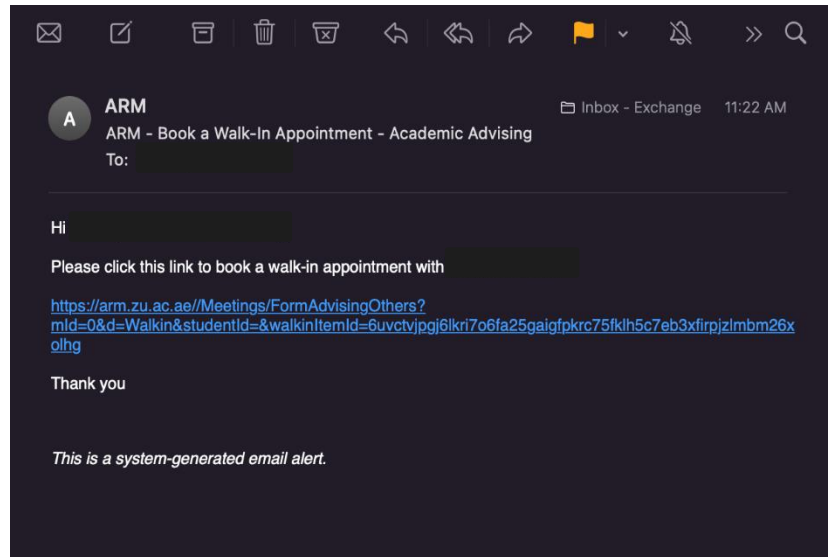 ARM
Inbox - Exchange 11:22 AM
A
ARM - Book a Walk-In Appointment - Academic Advising
To:
Hi
Please click this link to book a walk-in appointment with
https://arm.zu.ac.ae//Meetings/FormAdvisingOthers?
mId=0&d=Walkin&studentId=&walkinItemId=6uvctvjpgj6lkri7o6fa25gaigfpkrc75fklh5c7eb3xfirpjzlmbm26x
olhg
Thank you
This is a system-generated email alert.